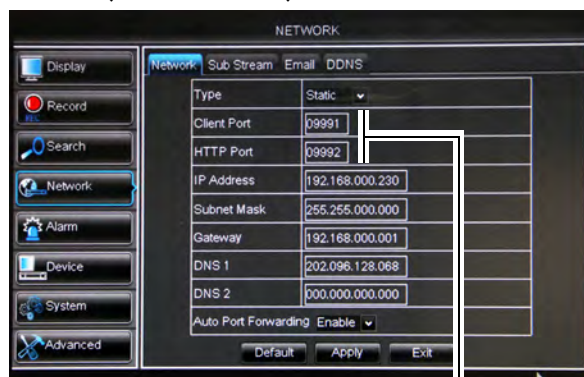 NETWORK
Display
Record
REC
Search
Network
Alarm
Device
System
Advanced
Network Sub Stream Email DDNS
Type Static
Client Port 09991
HTTP Port 09992
IP Address 192.168.000.230
Subnet Mask 255.255.000.000
Gateway 192.168.000.001
DNS 1 202.096.128.068
DNS 2 000.000.000.000
Auto Port Forwarding Enable
Default Apply Exit